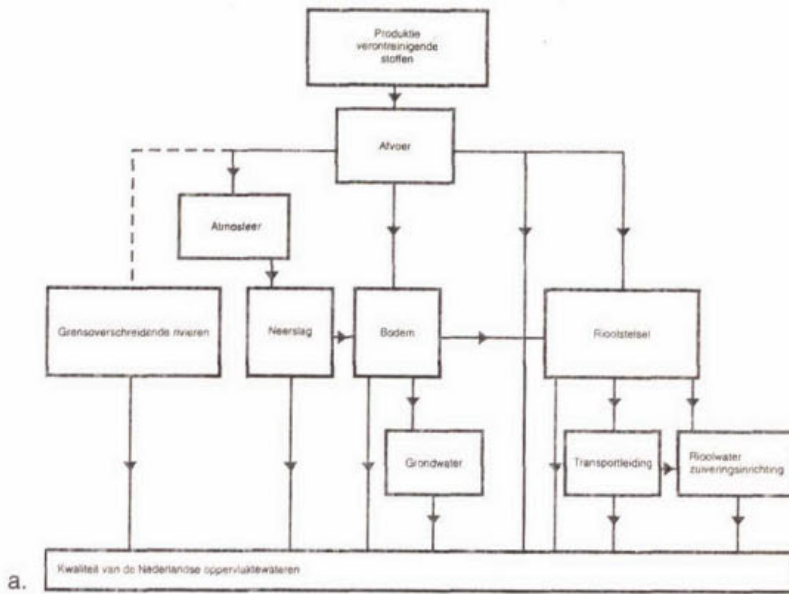 Produktie
verontreinigende
stoffen
Afvoer
Atmosfeer
Grensoverschreidende rivieren
Neerslag
Bodem
Rioolstelsel
Grondwater
Transportleiding
Rioolwater
zuiveringsinrichting
Kwaliteit van de Nederlandse oppervlaktewateren
a.